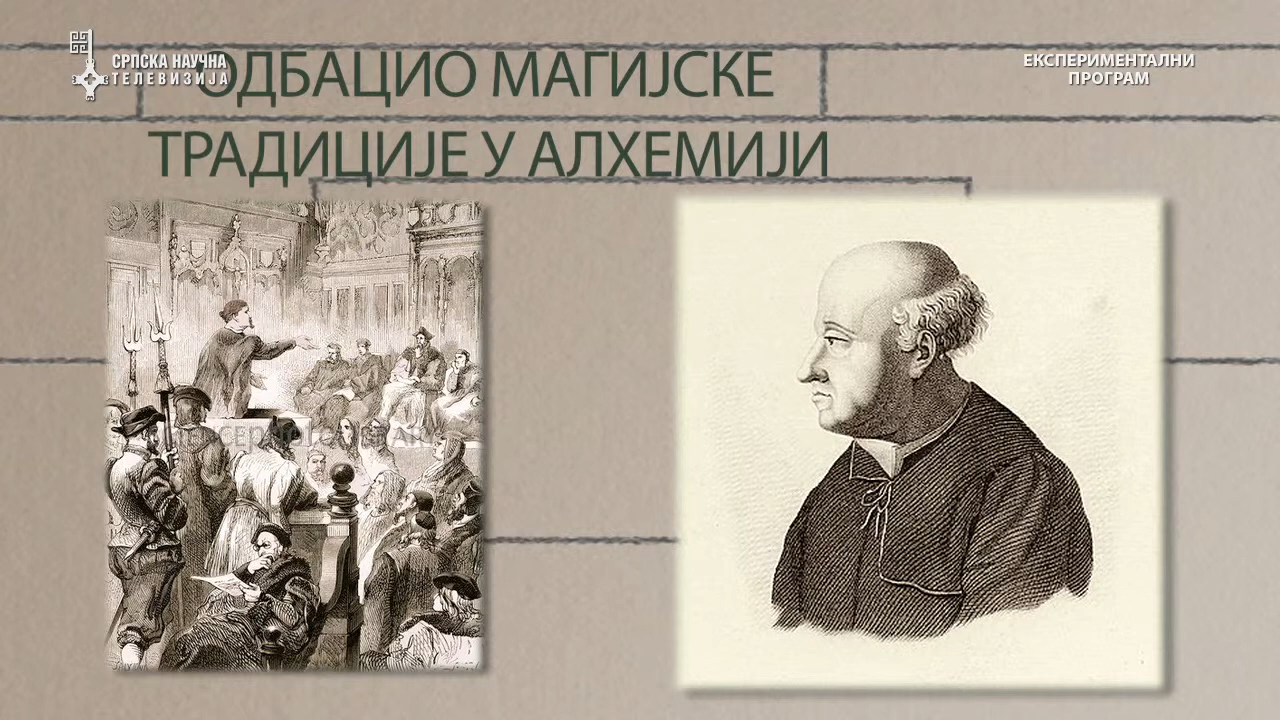 СРПСКА НАУЧНА
ТЕЛЕВИЗИЈА
ЕКСПЕРИМЕНТАЛНИ
ПРОГРАМ
ОДБАЦИО МАГИЈСКЕ
ТРАДИЦИЈЕ У АЛХЕМИЈИ